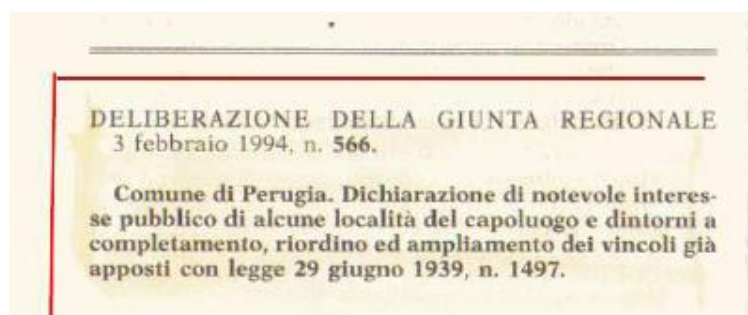 DELIBERAZIONE DELLA GIUNTA REGIONALE
3 febbraio 1994, n. 566.
Comune di Perugia. Dichiarazione di notevole interes-
se pubblico di alcune località del capoluogo e dintorni a
completamento, riordino ed ampliamento dei vincoli già
apposti con legge 29 giugno 1939, n. 1497.